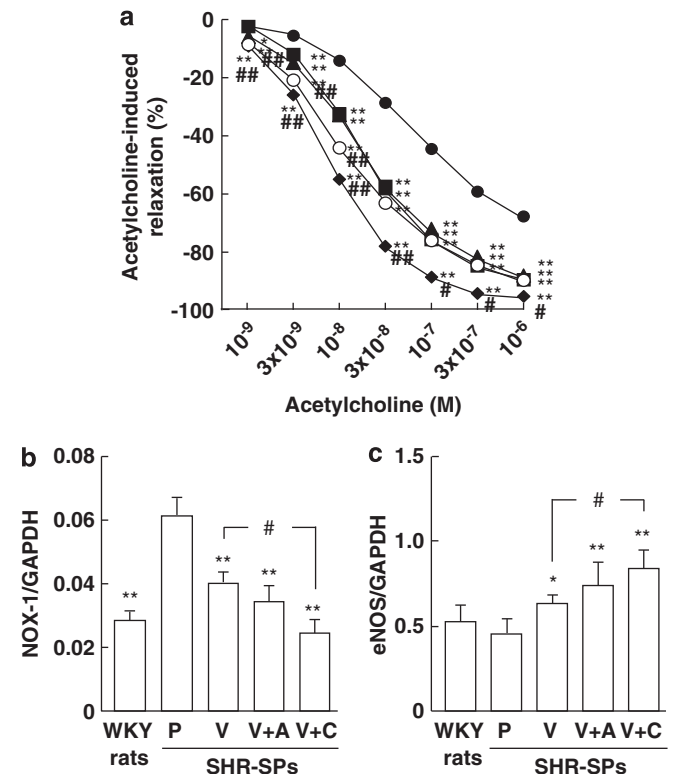 a
Acetylcholine-induced
relaxation (%)
0
-20
-40
-60
-80
-100
*
**
**
##
##
**
**
**
##
**
##
**
**
**
##
**
##
**
**
**
**
##
**
**
**
**
#
**
**
**
**
#
**
**
**
**
#
10⁻⁹
3x10⁻⁹
10⁻⁸
3x10⁻⁸
10⁻⁷
3x10⁻⁷
10⁻⁶
Acetylcholine (M)
b
NOX-1/GAPDH
0.08
0.06
0.04
0.02
0
**
**
**
**
#
WKY rats
P
V
V+A
V+C
SHR-SPs
c
eNOS/GAPDH
1.5
1.0
0.5
0
*
**
**
#
WKY rats
P
V
V+A
V+C
SHR-SPs